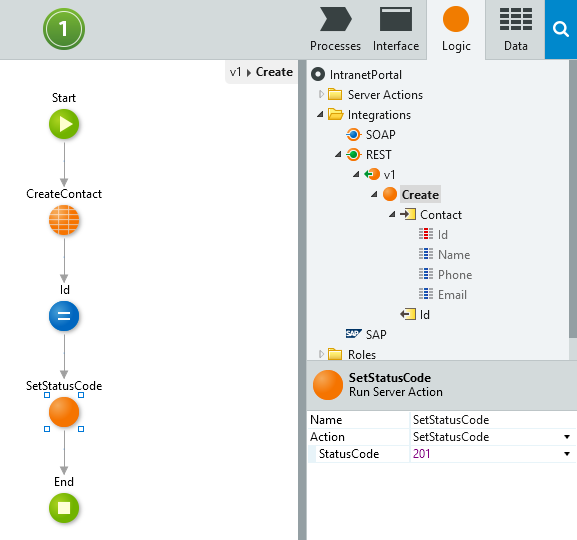 1
Processes
Interface
Logic
Data
v1 Create
Start
CreateContact
Id
SetStatusCode
End
IntranetPortal
Server Actions
Integrations
SOAP
REST
v1
Create
Contact
Id
Name
Phone
Email
Id
SAP SAP
Roles
SetStatusCode
Run Server Action
Name SetStatusCode
Action SetStatusCode
StatusCode 201